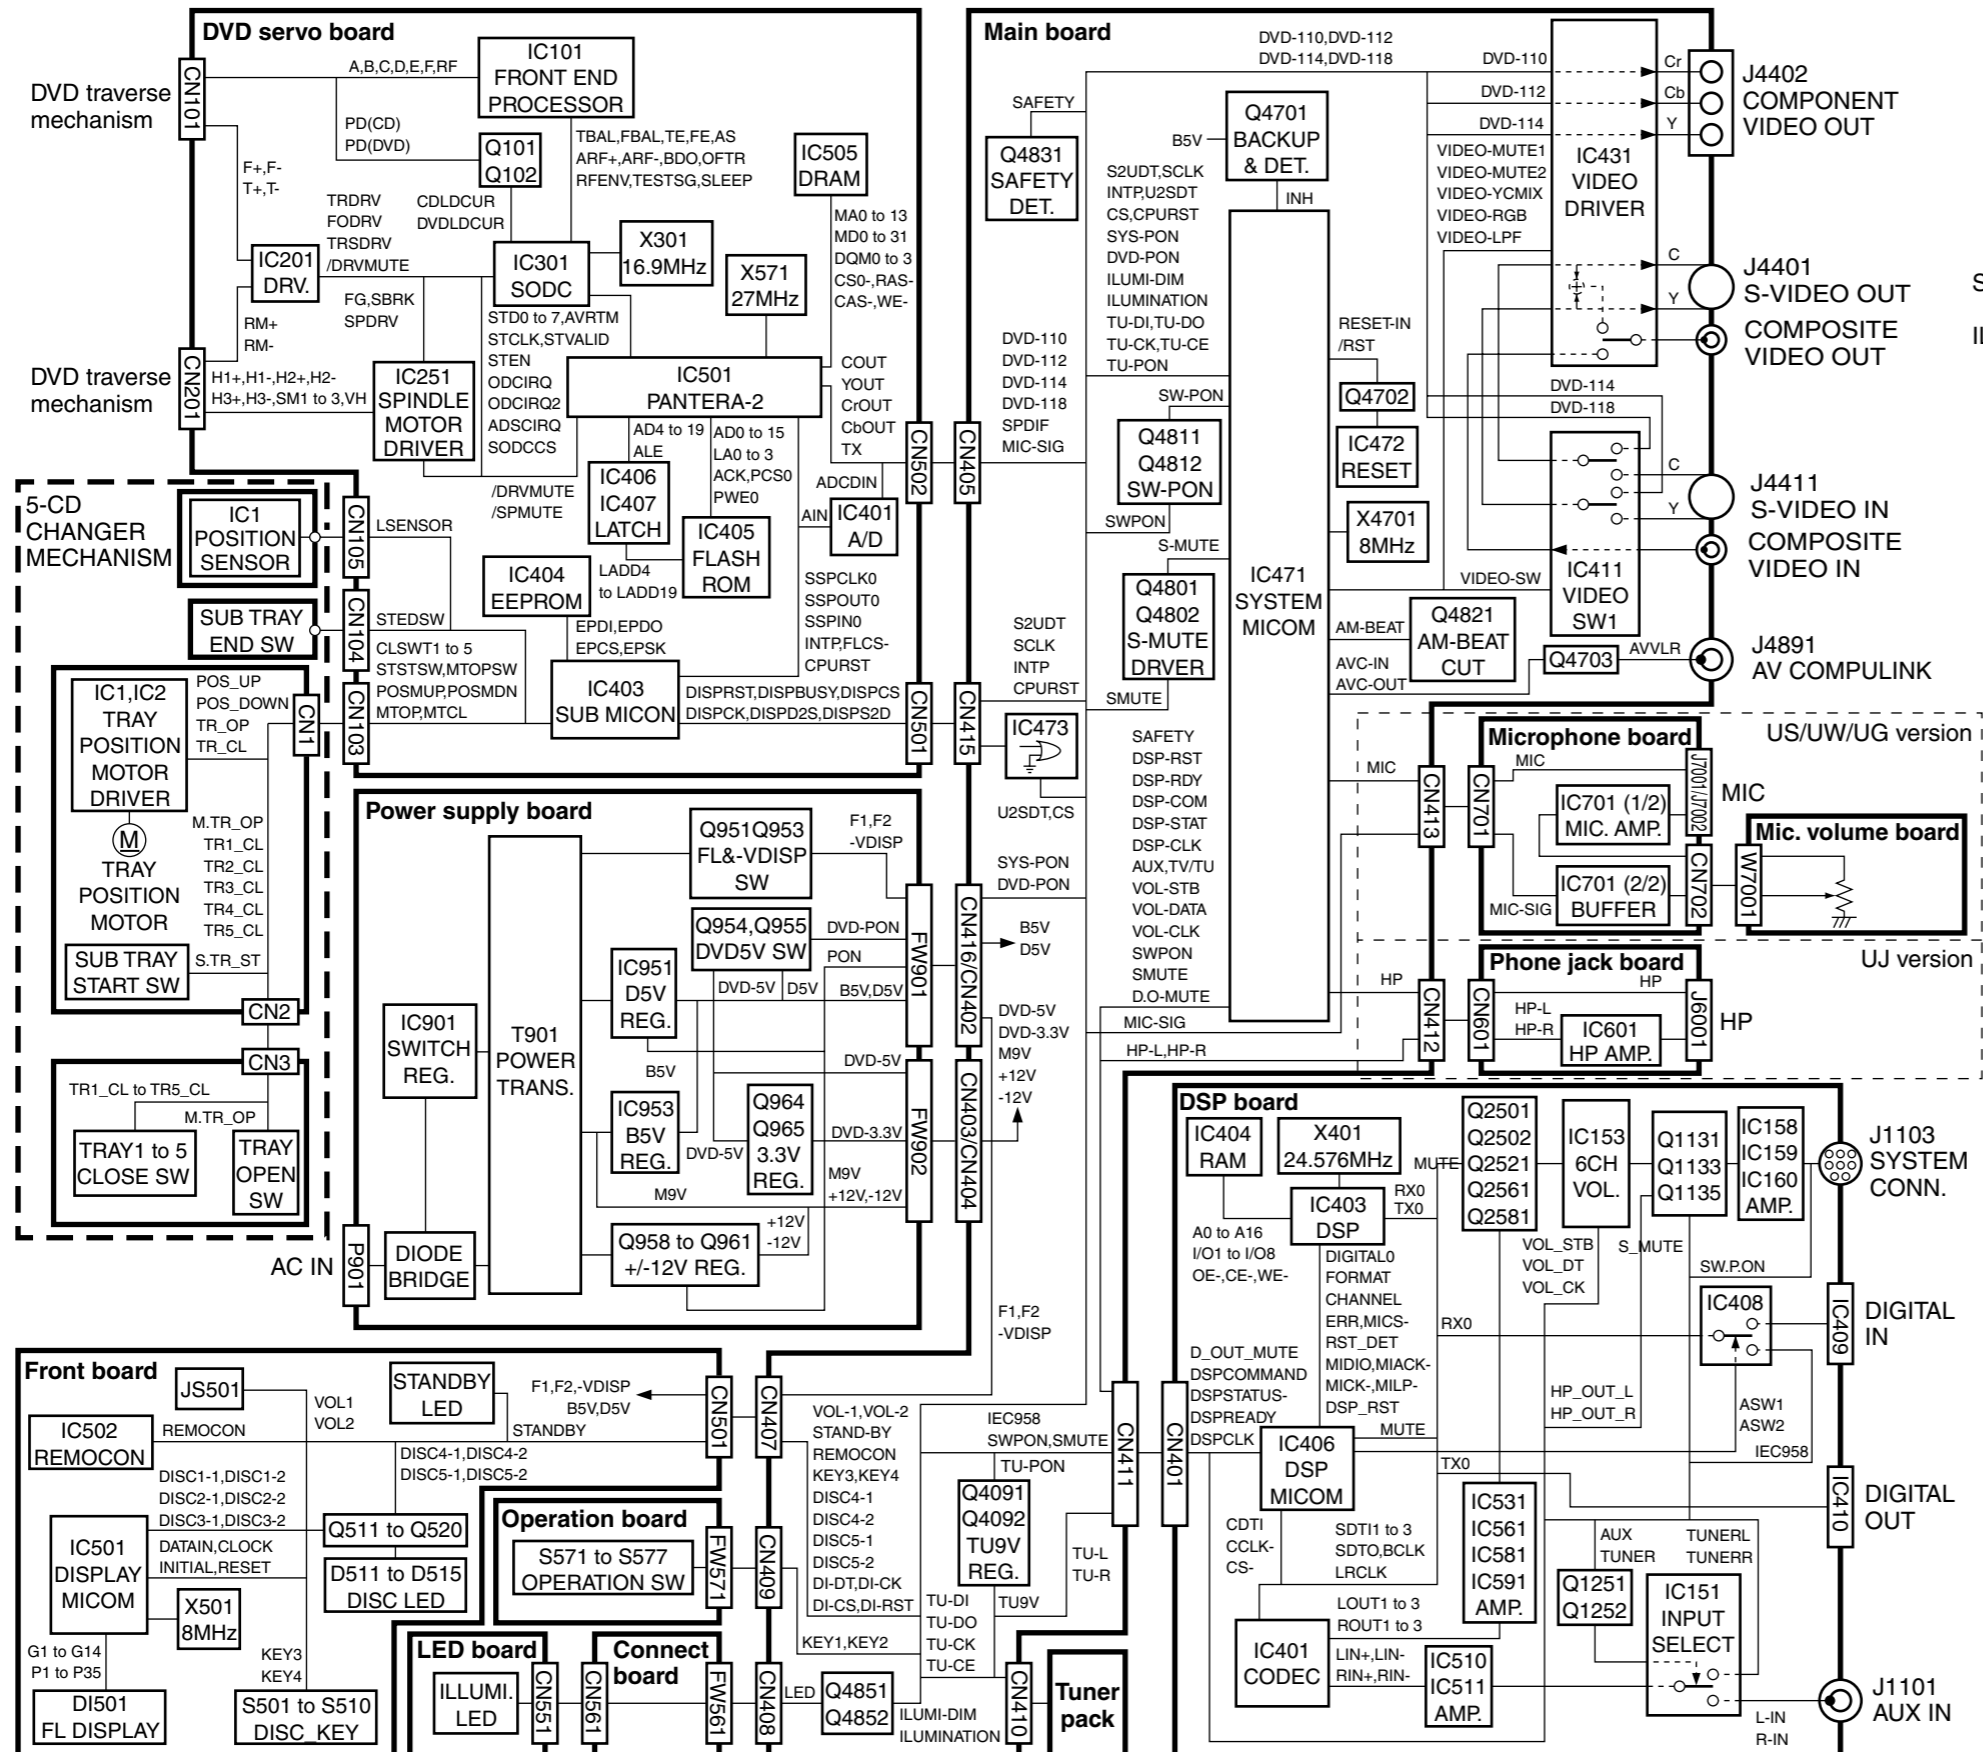 DVD servo board
DVD traverse
mechanism
CN101
A,B,C,D,E,F,RF
IC101
FRONT END
PROCESSOR
PD(CD)
PD(DVD)
Q101
Q102
TBAL,FBAL,TE,FE,AS
ARF+,ARF-,BDO,OFTR
RFENV,TESTSG,SLEEP
IC505
DRAM
F+,F-
T+,T-
TRDRV
FODRV
TRSDRV
/DRVMUTE
CDLDCUR
DVDLDCUR
MA0 to 13
MD0 to 31
DQM0 to 3
CS0-,RAS-
CAS-,WE-
IC201
DRV.
IC301
SODC
X301
16.9MHz
X571
27MHz
FG,SBRK
SPDRV
RM+
RM-
STD0 to 7,AVRTM
STCLK,STVALID
STEN
ODCIRQ
ODCIRQ2
ADSCIRQ
SODCCS
DVD traverse
mechanism
CN201
H1+,H1-,H2+,H2-
H3+,H3-,SM1 to 3,VH
IC251
SPINDLE
MOTOR
DRIVER
IC501
PANTERA-2
COUT
YOUT
CrOUT
CbOUT
TX
AD4 to 19
ALE
AD0 to 15
LA0 to 3
ACK,PCS0
PWE0
CN502
ADCDIN
/DRVMUTE
/SPMUTE
IC406
IC407
LATCH
IC405
FLASH
ROM
AIN
IC401
A/D
LADD4
to LADD19
IC404
EEPROM
EPDI,EPDO
EPCS,EPSK
SSPCLK0
SSPOUT0
SSPIN0
INTP,FLCS-
CPURST
IC403
SUB MICON
DISPRST,DISPBUSY,DISPCS
DISPCK,DISPD2S,DISPS2D
CN501
CN105
LSENSOR
CN104
STEDSW
CLSWT1 to 5
STSTSW,MTOPSW
POSMUP,POSMDN
MTOP,MTCL
CN103
5-CD
CHANGER
MECHANISM
IC1
POSITION
SENSOR
SUB TRAY
END SW
IC1,IC2
TRAY
POSITION
MOTOR
DRIVER
POS_UP
POS_DOWN
TR_OP
TR_CL
CN1
M
TRAY
POSITION
MOTOR
M.TR_OP
TR1_CL
TR2_CL
TR3_CL
TR4_CL
TR5_CL
SUB TRAY
START SW
S.TR_ST
CN2
CN3
TR1_CL to TR5_CL
M.TR_OP
TRAY1 to 5
CLOSE SW
TRAY
OPEN
SW
Power supply board
Q951Q953
FL&-VDISP
SW
F1,F2
-VDISP
Q954,Q955
DVD5V SW
DVD-PON
PON
IC951
D5V
REG.
DVD-5V
D5V
B5V,D5V
FW901
IC901
SWITCH
REG.
T901
POWER
TRANS.
B5V
DVD-5V
IC953
B5V
REG.
DVD-5V
Q964
Q965
3.3V
REG.
DVD-3.3V
FW902
M9V
M9V
+12V,-12V
+12V
-12V
Q958 to Q961
+/-12V REG.
AC IN
P901
DIODE
BRIDGE
Main board
CN405
DVD-110,DVD-112
DVD-114,DVD-118
SAFETY
Q4831
SAFETY
DET.
B5V
Q4701
BACKUP
& DET.
INH
S2UDT,SCLK
INTP,U2SDT
CS,CPURST
SYS-PON
DVD-PON
ILUMI-DIM
ILUMINATION
TU-DI,TU-DO
TU-CK,TU-CE
TU-PON
DVD-110
DVD-112
DVD-114
DVD-118
SPDIF
MIC-SIG
SW-PON
Q4811
Q4812
SW-PON
SWPON
S-MUTE
Q4801
Q4802
S-MUTE
DRVER
SMUTE
IC471
SYSTEM
MICOM
RESET-IN
/RST
Q4702
IC472
RESET
X4701
8MHz
DVD-110
DVD-112
DVD-114
VIDEO-MUTE1
VIDEO-MUTE2
VIDEO-YCMIX
VIDEO-RGB
VIDEO-LPF
IC431
VIDEO
DRIVER
Cr
Cb
Y
J4402
COMPONENT
VIDEO OUT
C
Y
J4401
S-VIDEO OUT
COMPOSITE
VIDEO OUT
DVD-114
DVD-118
C
Y
J4411
S-VIDEO IN
COMPOSITE
VIDEO IN
VIDEO-SW
IC411
VIDEO
SW1
AM-BEAT
Q4821
AM-BEAT
CUT
AVC-IN
AVC-OUT
Q4703
AVVLR
J4891
AV COMPULINK
S2UDT
SCLK
INTP
CPURST
CN415
IC473
U2SDT,CS
SYS-PON
DVD-PON
CN416/CN402
B5V
D5V
DVD-5V
DVD-3.3V
M9V
+12V
-12V
CN403/CN404
F1,F2
-VDISP
SAFETY
DSP-RST
DSP-RDY
DSP-COM
DSP-STAT
DSP-CLK
AUX,TV/TU
VOL-STB
VOL-DATA
VOL-CLK
SWPON
SMUTE
D.O-MUTE
MIC-SIG
HP-L,HP-R
MIC
CN413
HP
CN412
US/UW/UG version
Microphone board
CN701
MIC
J7001/J7002
MIC
IC701 (1/2)
MIC. AMP.
IC701 (2/2)
BUFFER
MIC-SIG
CN702
Mic. volume board
W7001
UJ version
Phone jack board
CN601
HP
HP-L
HP-R
IC601
HP AMP.
J6001
HP
DSP board
IC404
RAM
X401
24.576MHz
IC403
DSP
RX0
TX0
MUTE
Q2501
Q2502
Q2521
Q2561
Q2581
IC153
6CH
VOL.
Q1131
Q1133
Q1135
IC158
IC159
IC160
AMP.
J1103
SYSTEM
CONN.
A0 to A16
I/O1 to I/O8
OE-,CE-,WE-
DIGITAL0
FORMAT
CHANNEL
ERR,MICS-
RST_DET
MIDIO,MIACK-
MICK-,MILP-
DSP_RST
VOL_STB
VOL_DT
VOL_CK
S_MUTE
SW.P.ON
RX0
IC408
IC409
DIGITAL
IN
D_OUT_MUTE
DSPCOMMAND
DSPSTATUS-
DSPREADY
DSPCLK
CN401
IC406
DSP
MICOM
MUTE
HP_OUT_L
HP_OUT_R
ASW1
ASW2
IEC958
TX0
IC410
DIGITAL
OUT
IC531
IC561
IC581
IC591
AMP.
CDTI
CCLK-
CS-
SDTI1 to 3
SDTO,BCLK
LRCLK
LOUT1 to 3
ROUT1 to 3
IC401
CODEC
LIN+,LIN-
RIN+,RIN-
IC510
IC511
AMP.
AUX
TUNER
Q1251
Q1252
TUNERL
TUNERR
IC151
INPUT
SELECT
L-IN
R-IN
J1101
AUX IN
Front board
JS501
VOL1
VOL2
STANDBY
LED
F1,F2,-VDISP
B5V,D5V
STANDBY
CN501
CN407
IC502
REMOCON
REMOCON
DISC1-1,DISC1-2
DISC2-1,DISC2-2
DISC3-1,DISC3-2
DISC4-1,DISC4-2
DISC5-1,DISC5-2
IC501
DISPLAY
MICOM
DATAIN,CLOCK
INITIAL,RESET
Q511 to Q520
D511 to D515
DISC LED
X501
8MHz
G1 to G14
P1 to P35
DI501
FL DISPLAY
KEY3
KEY4
S501 to S510
DISC_KEY
Operation board
S571 to S577
OPERATION SW
FW571
CN409
VOL-1,VOL-2
STAND-BY
REMOCON
KEY3,KEY4
DISC4-1
DISC4-2
DISC5-1
DISC5-2
DI-DT,DI-CK
DI-CS,DI-RST
KEY1,KEY2
LED board
ILLUMI.
LED
CN551
Connect
board
CN561
FW561
CN408
LED
Q4851
Q4852
ILUMI-DIM
ILUMINATION
IEC958
SWPON,SMUTE
TU-PON
Q4091
Q4092
TU9V
REG.
TU-L
TU-R
TU9V
TU-DI
TU-DO
TU-CK
TU-CE
CN411
CN410
Tuner
pack